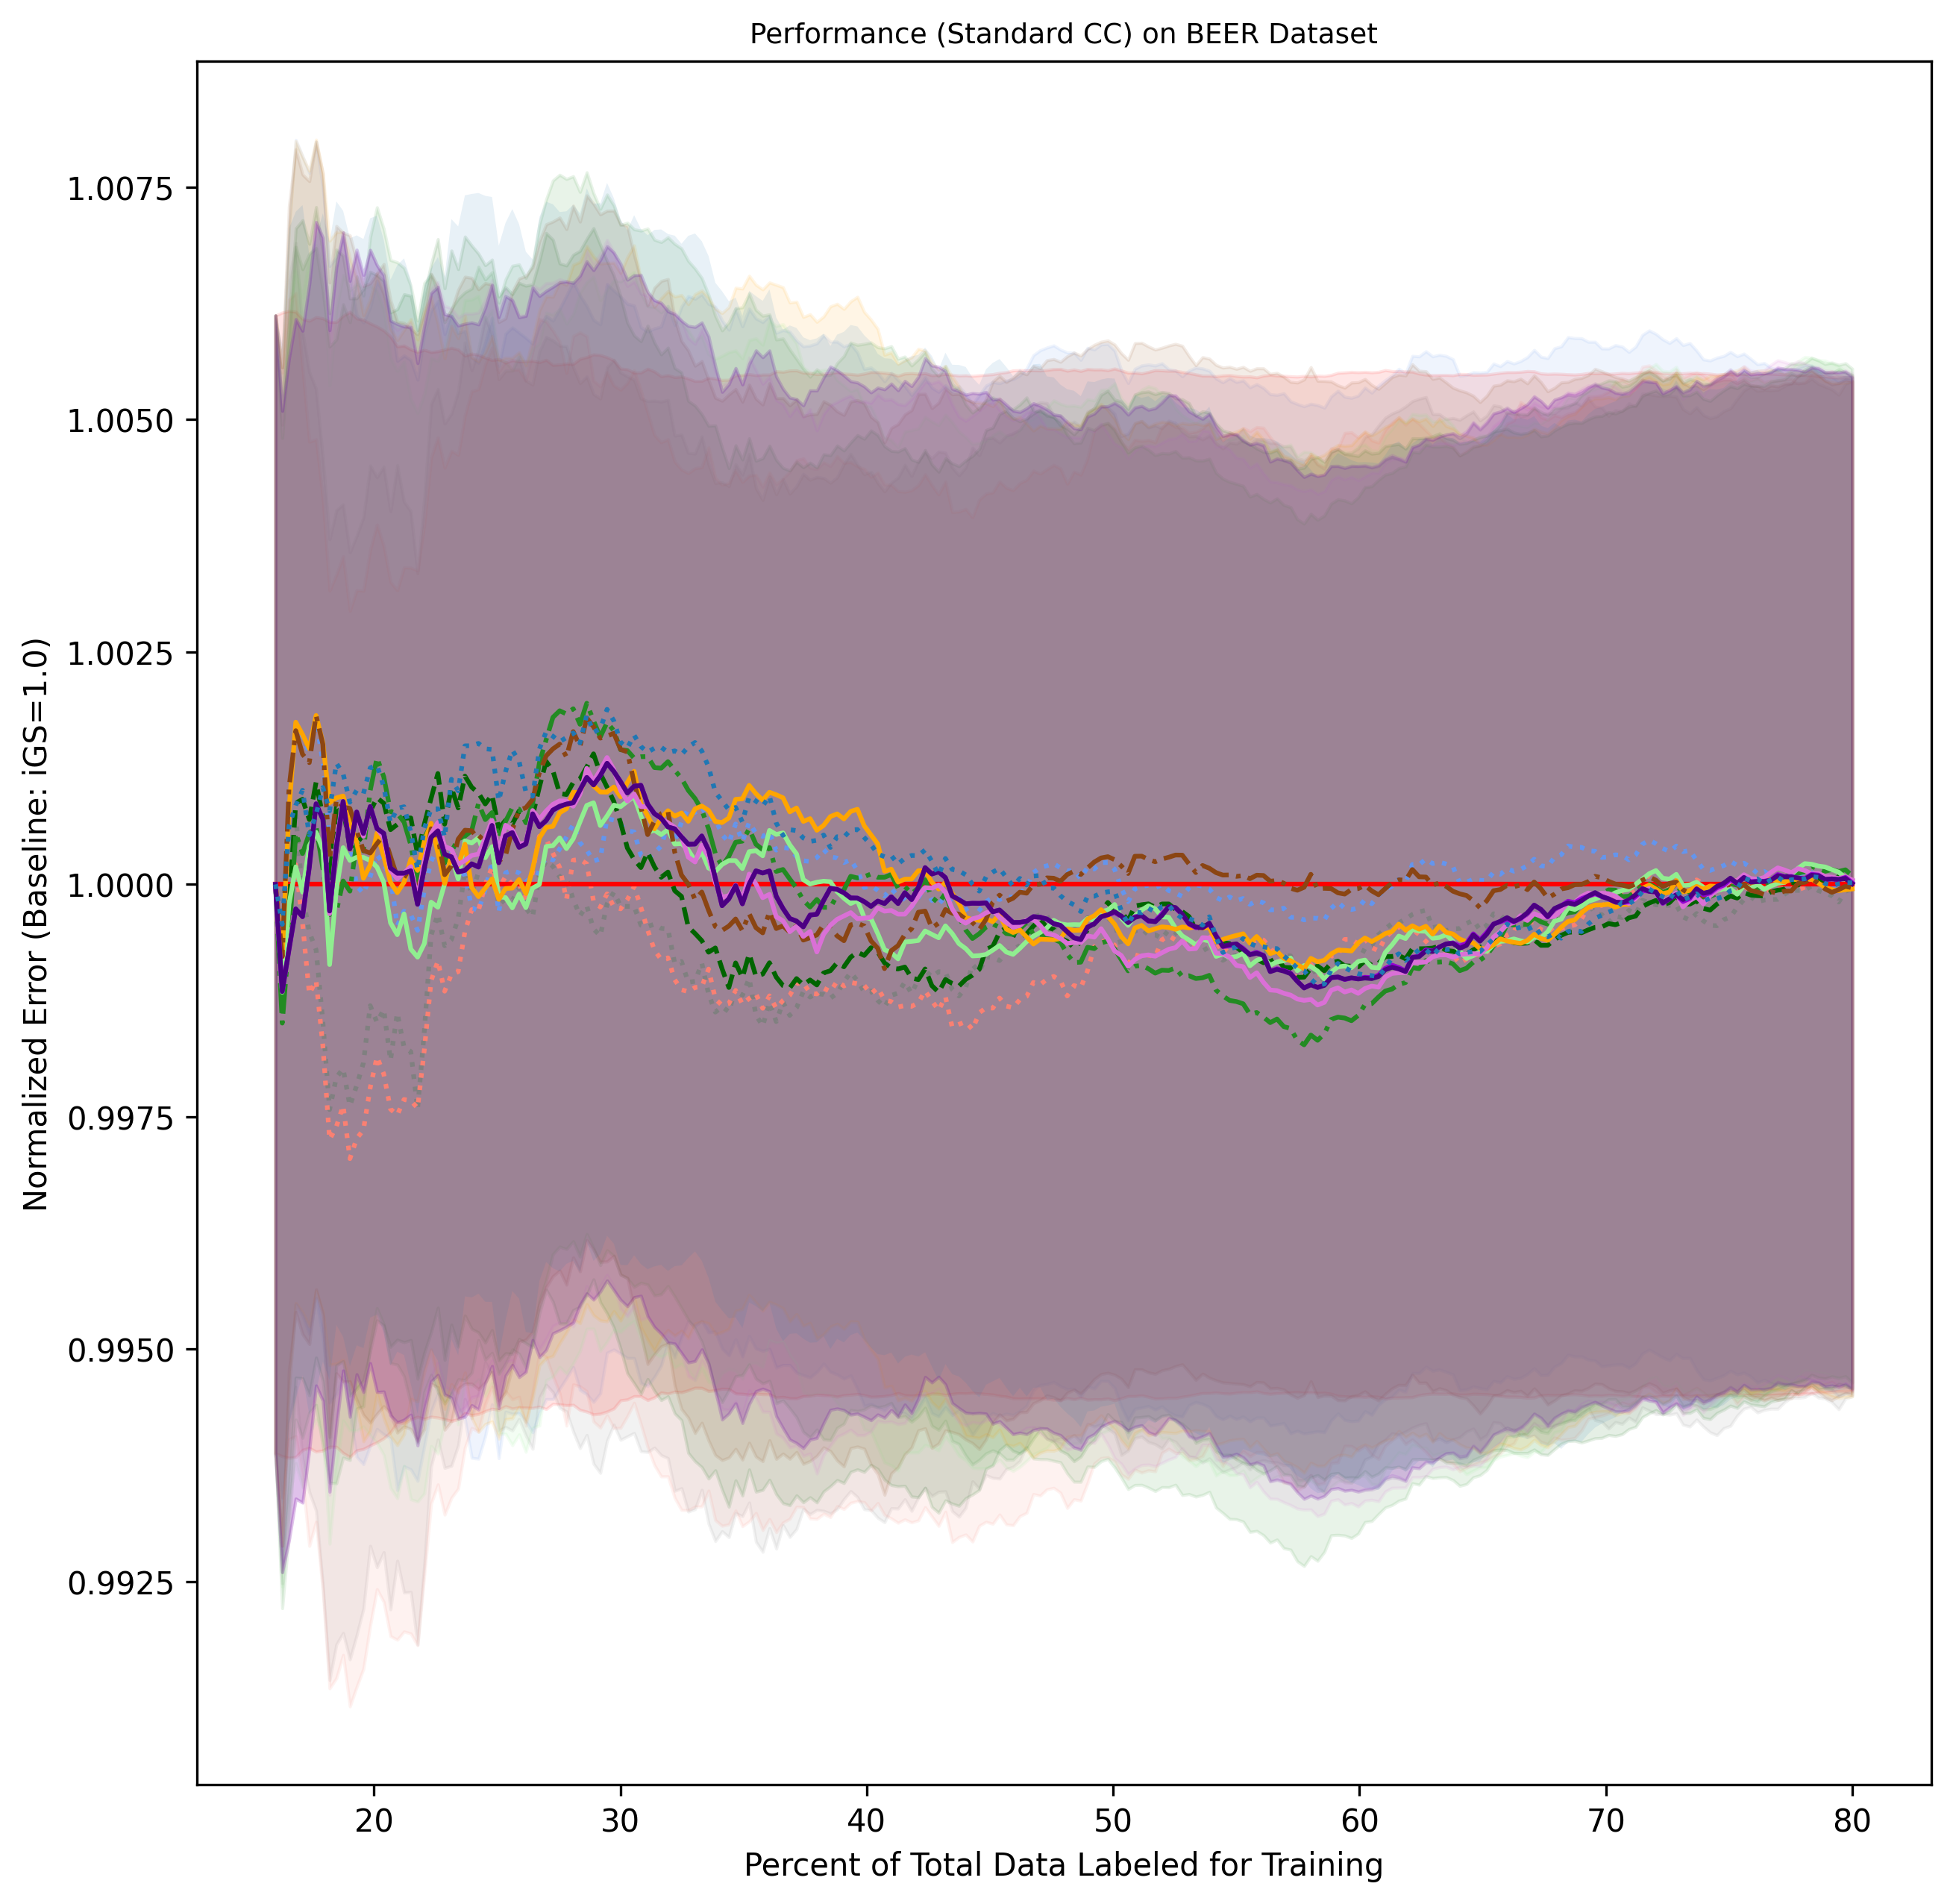 Performance (Standard CC) on BEER Dataset
Normalized Error (Baseline: iGS=1.0)
1.0075
1.0050
1.0025
1.0000
0.9975
0.9950
0.9925
20 30 40 50 60 70 80
Percent of Total Data Labeled for Training